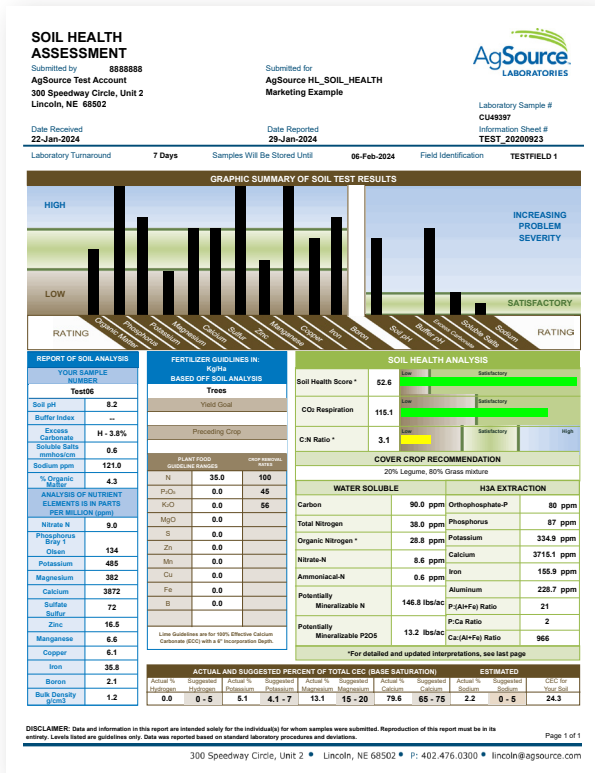 SOIL HEALTH
ASSESSMENT
Submitted by 8888888
AgSource Test Account
300 Speedway Circle, Unit 2
Lincoln, NE 68502
Submitted for
AgSource HL_SOIL_HEALTH
Marketing Example
AgSource
LABORATORIES
Laboratory Sample #
CU49397
Information Sheet #
TEST_20200923
Date Received
22-Jan-2024
Date Reported
29-Jan-2024
Laboratory Turnaround 7 Days Samples Will Be Stored Until 06-Feb-2024 Field Identification TESTFIELD 1
GRAPHIC SUMMARY OF SOIL TEST RESULTS
HIGH
LOW
INCREASING
PROBLEM
SEVERITY
SATISFACTORY
RATING Organic Matter Phosphorus Potassium Magnesium Calcium Sulfur Zinc Manganese Copper Iron Boron Soil pH Buffer pH Excess Carbonate Soluble Salts Sodium RATING
REPORT OF SOIL ANALYSIS
YOUR SAMPLE
NUMBER
Test06
Soil pH 8.2
Buffer Index --
Excess
Carbonate H - 3.8%
Soluble Salts
mmhos/cm 0.6
Sodium ppm 121.0
% Organic
Matter 4.3
ANALYSIS OF NUTRIENT
ELEMENTS IS IN PARTS
PER MILLION (ppm)
Nitrate N 9.0
Phosphorus
Bray 1
Olsen 134
Potassium 485
Magnesium 382
Calcium 3872
Sulfate
Sulfur 72
Zinc 16.5
Manganese 6.6
Copper 6.1
Iron 35.8
Boron 2.1
Bulk Density
g/cm3 1.2
FERTILIZER GUIDLINES IN:
Kg/Ha
BASED OFF SOIL ANALYSIS
Trees
Yield Goal
Preceding Crop
PLANT FOOD
GUIDELINE RANGES
CROP REMOVAL
RATES
N 35.0 100
P₂O₅ 0.0 45
K₂O 0.0 56
MgO 0.0
S 0.0
Zn 0.0
Mn 0.0
Cu 0.0
Fe 0.0
B 0.0
Lime Guidelines are for 100% Effective Calcium
Carbonate (ECC) with a 6" Incorporation Depth.
SOIL HEALTH ANALYSIS
Soil Health Score * 52.6 Low Satisfactory
CO₂ Respiration 115.1 Low Satisfactory
C:N Ratio * 3.1 Low Satisfactory High
COVER CROP RECOMMENDATION
20% Legume, 80% Grass mixture
WATER SOLUBLE
Carbon 90.0 ppm
Total Nitrogen 38.0 ppm
Organic Nitrogen * 28.8 ppm
Nitrate-N 8.6 ppm
Ammoniacal-N 0.6 ppm
Potentially
Mineralizable N 146.8 lbs/ac
Potentially
Mineralizable P2O5 13.2 lbs/ac
H3A EXTRACTION
Orthophosphate-P 80 ppm
Phosphorus 87 ppm
Potassium 334.9 ppm
Calcium 3715.1 ppm
Iron 155.9 ppm
Aluminum 228.7 ppm
P:(Al+Fe) Ratio 21
P:Ca Ratio 2
Ca:(Al+Fe) Ratio 966
*For detailed and updated interpretations, see last page
ACTUAL AND SUGGESTED PERCENT OF TOTAL CEC (BASE SATURATION) ESTIMATED
Actual % Suggested Actual % Suggested Actual % Suggested Actual % Suggested Actual % Suggested CEC for
Hydrogen Hydrogen Potassium Potassium Magnesium Magnesium Calcium Calcium Sodium Sodium Your Soil
0.0 0 - 5 5.1 4.1 - 7 13.1 15 - 20 79.6 65 - 75 2.2 0 - 5 24.3
DISCLAIMER: Data and information in this report are intended solely for the individual(s) for whom samples were submitted. Reproduction of this report must be in its
entirety. Levels listed are guidelines only. Data was reported based on standard laboratory procedures and deviations.
Page 1 of 1
300 Speedway Circle, Unit 2 • Lincoln, NE 68502 • P: 402.476.0300 • lincoln@agsource.com